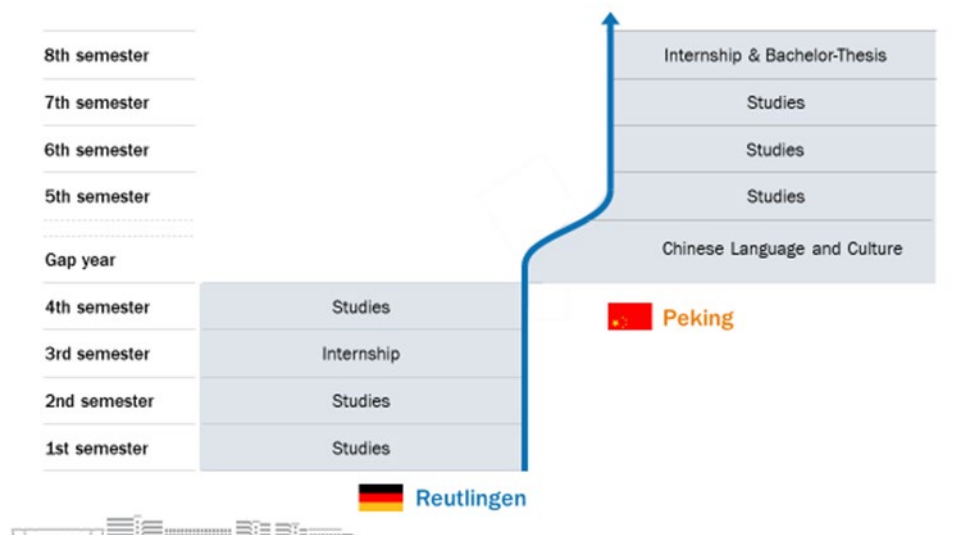 8th semester
Internship & Bachelor-Thesis
7th semester
Studies
6th semester
Studies
5th semester
Studies
Gap year
Chinese Language and Culture
4th semester
Studies
Peking
3rd semester
Internship
2nd semester
Studies
1st semester
Studies
Reutlingen